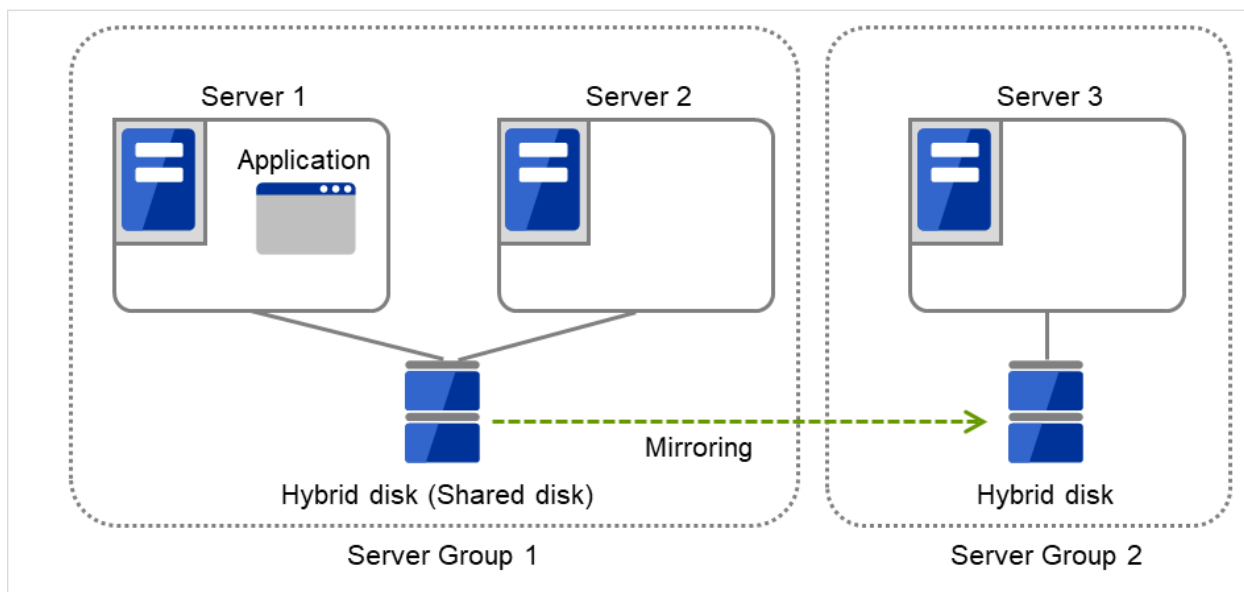 Server 1
Server 2
Server 3
Application
Mirroring
Hybrid disk (Shared disk)
Hybrid disk
Server Group 1
Server Group 2